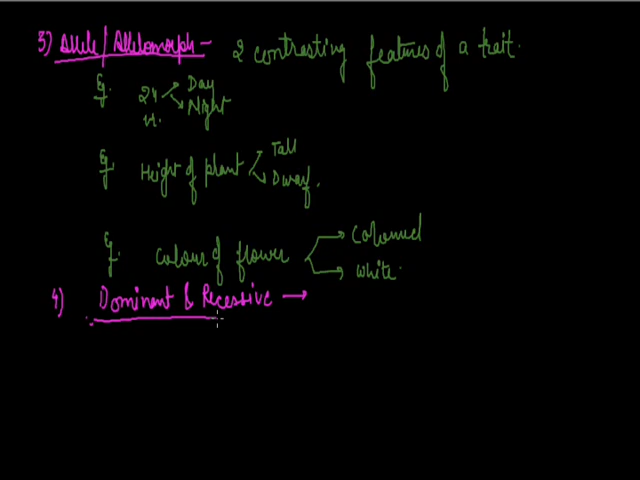 3) Allele/Allelomorph - 2 contrasting features of a trait.
Eg. 24 H. Day
Night
Eg. Height of plant Tall
Dwarf.
Eg. Colour of flower Coloured
White.
4) Dominant & Recessive →